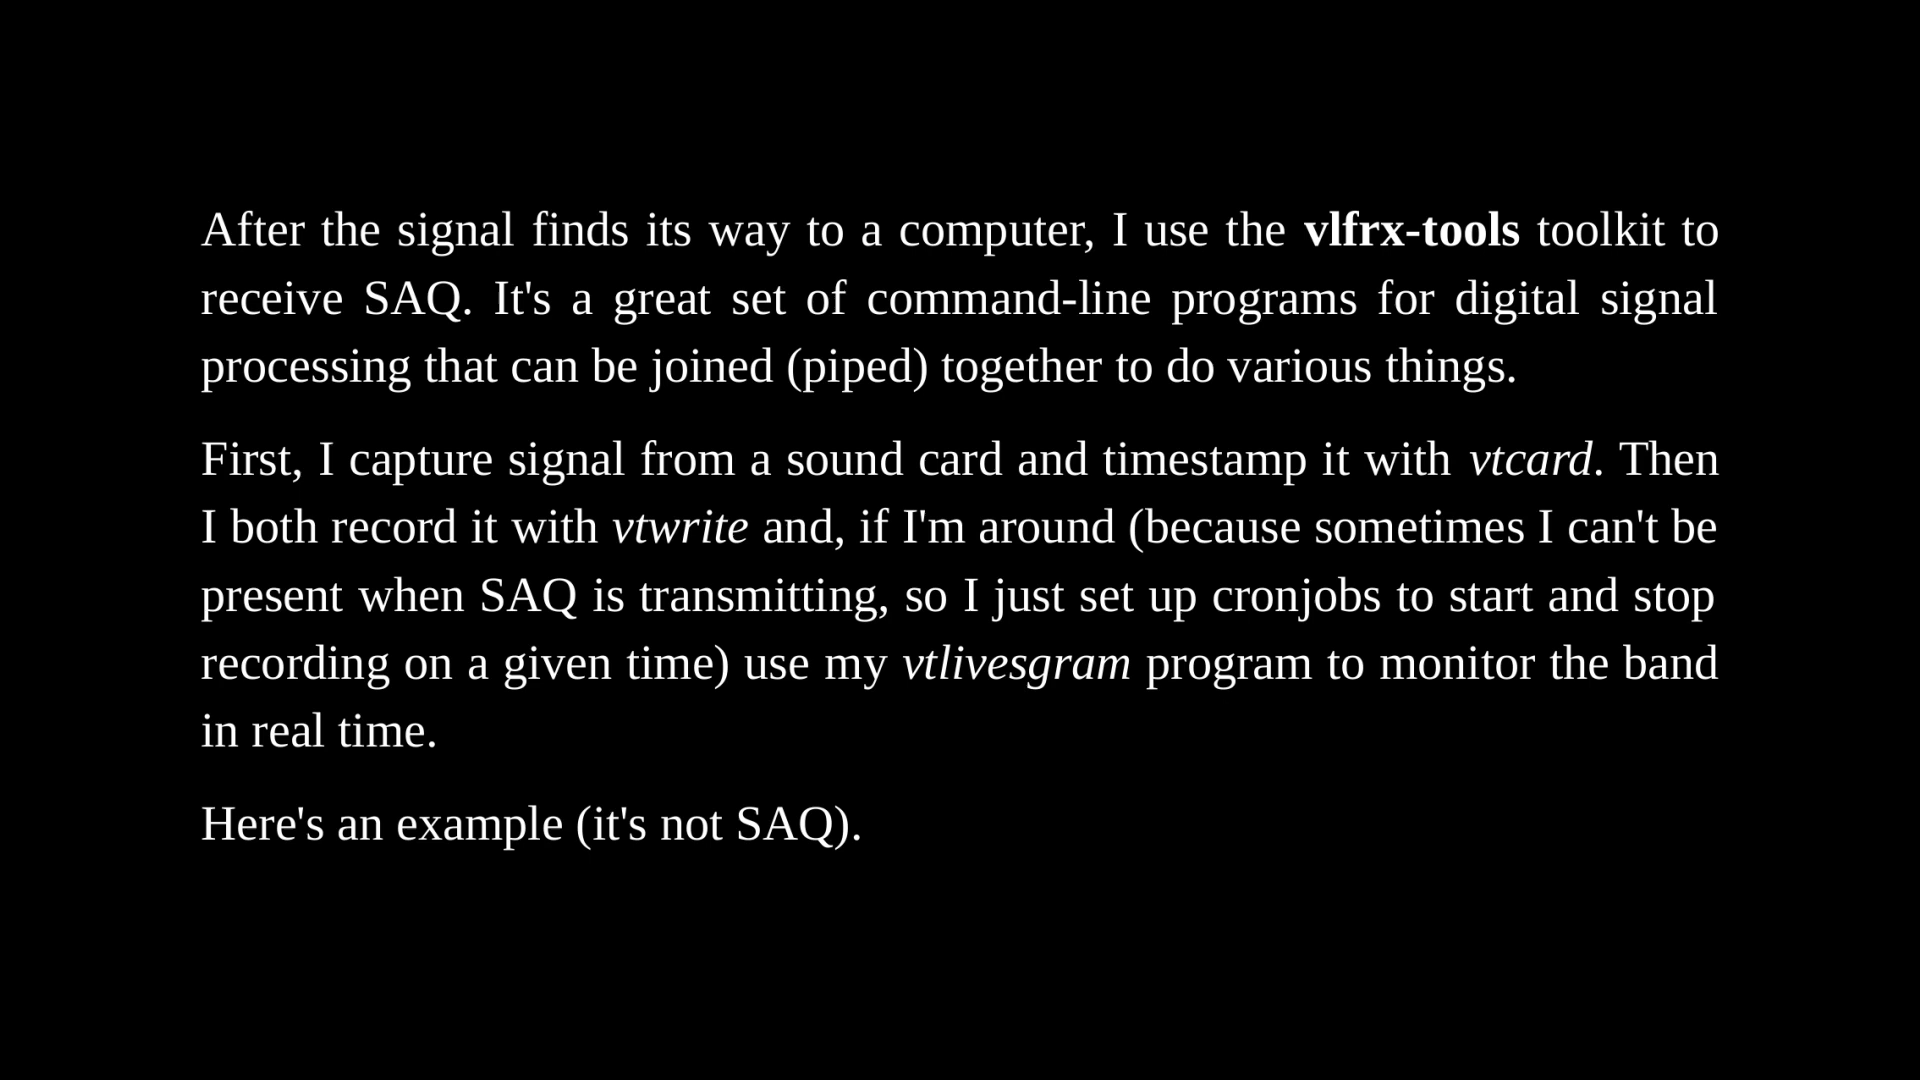 After the signal finds its way to a computer, I use the vlfrx-tools toolkit to
receive SAQ. It's a great set of command-line programs for digital signal
processing that can be joined (piped) together to do various things.
First, I capture signal from a sound card and timestamp it with vtcard. Then
I both record it with vtwrite and, if I'm around (because sometimes I can't be
present when SAQ is transmitting, so I just set up cronjobs to start and stop
recording on a given time) use my vtlivesgram program to monitor the band
in real time.
Here's an example (it's not SAQ).